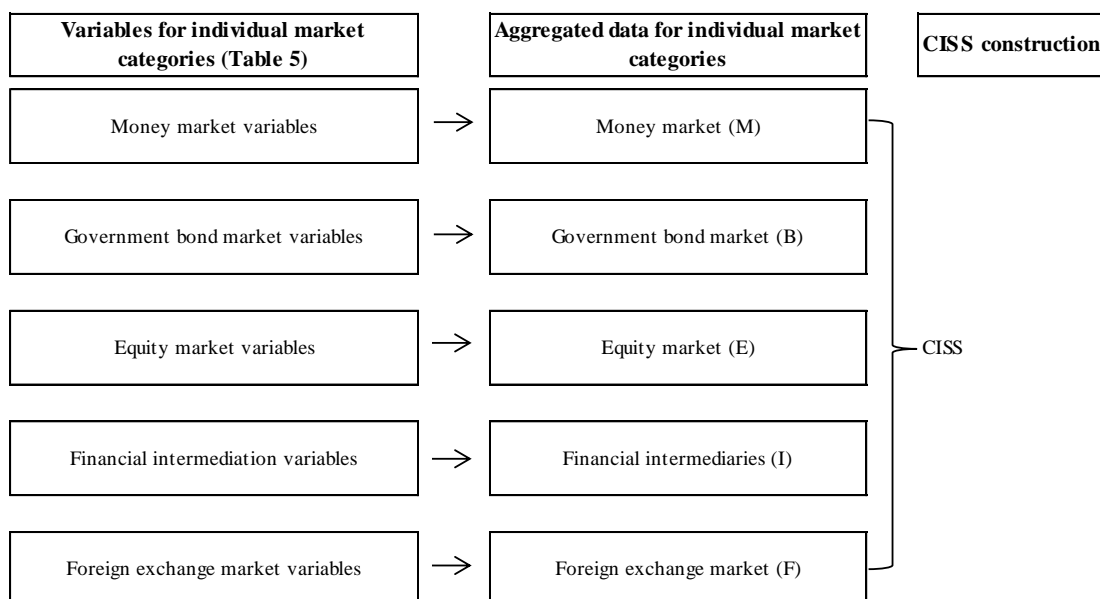 Variables for individual market
categories (Table 5)
Aggregated data for individual market
categories
CISS construction
Money market variables
Money market (M)
Government bond market variables
Government bond market (B)
Equity market variables
Equity market (E)
CISS
Financial intermediation variables
Financial intermediaries (I)
Foreign exchange market variables
Foreign exchange market (F)